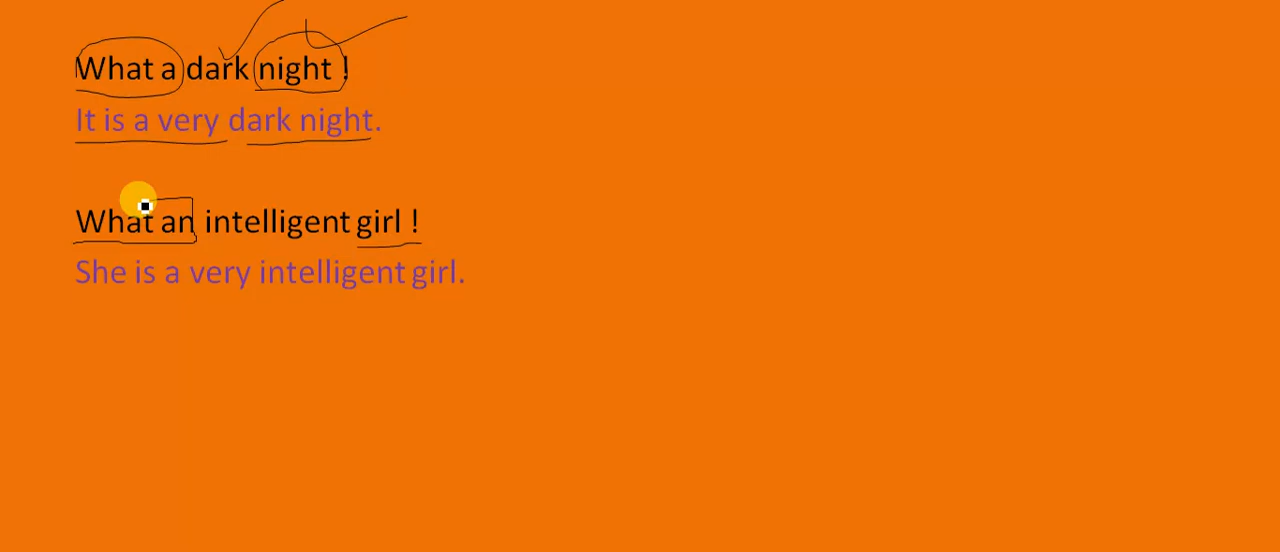 What a dark night !
It is a very dark night.
What an intelligent girl !
She is a very intelligent girl.